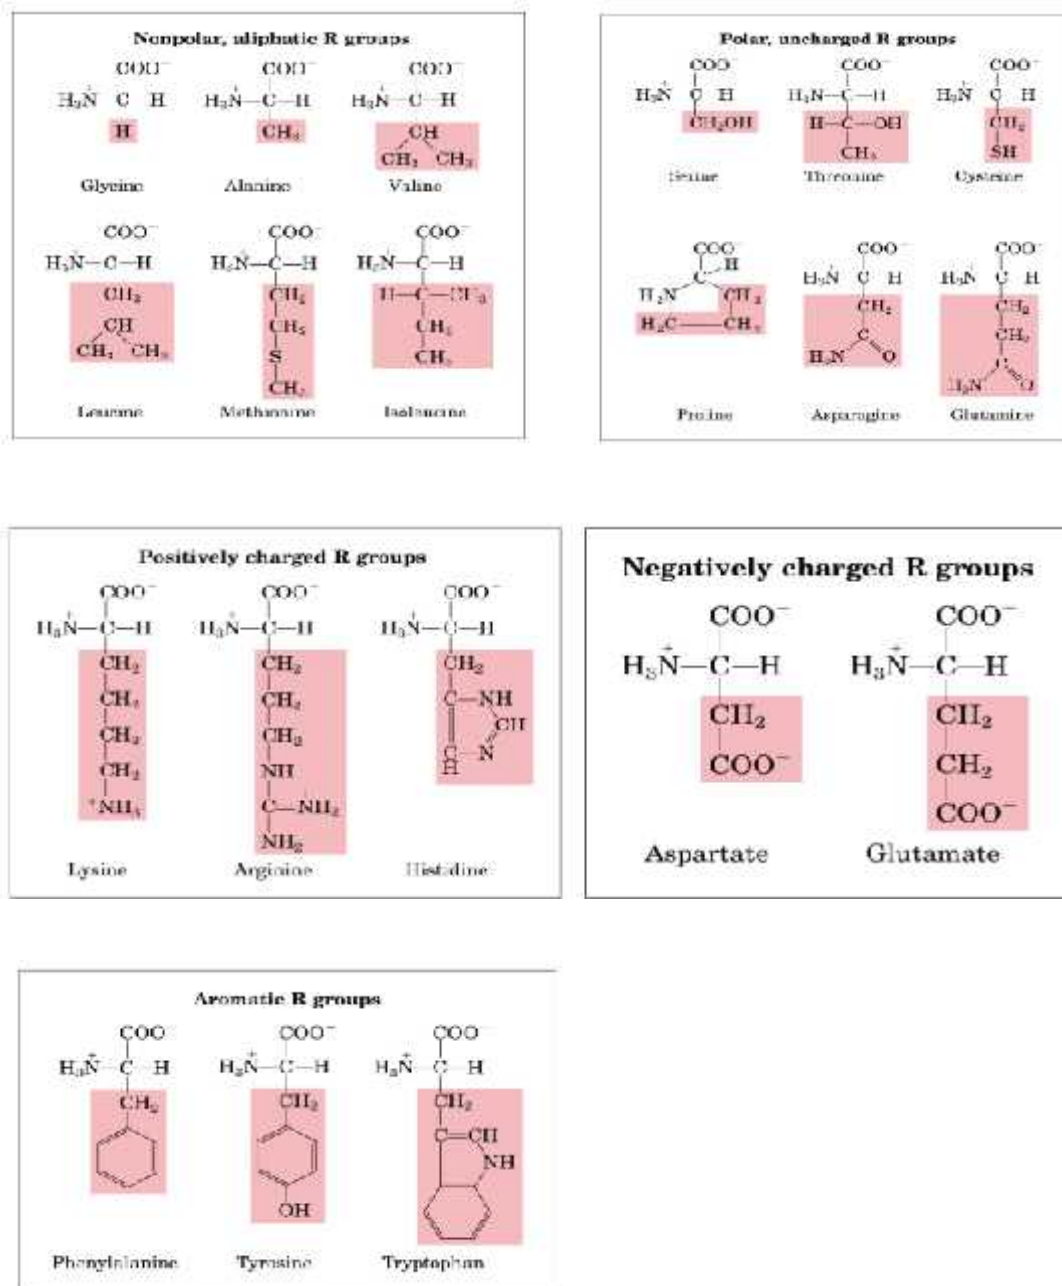 Nonpolar, aliphatic R groups
COO⁻ COO⁻ COO⁻
H₃N⁺ C H H₃N⁺—C—H H₃N⁺—C—H
H CH₃ CH
CH₃ CH₃
Glycine Alanine Valine
COO⁻ COO⁻ COO⁻
H₃N⁺—C—H H₃N⁺—C—H H₃N⁺—C—H
CH₂ CH₂ H—C—CH₃
CH CH₂ CH₂
CH₃ CH₃ S CH₃
CH₃
Leucine Methionine Isoleucine
Polar, uncharged R groups
COO COO⁻ COO⁻
H₃N⁺ C H H₃N⁺—C—H H₃N⁺ C H
CH₂OH H—C—OH CH₂
CH₃ SH
Serine Threonine Cysteine
COO⁻ COO⁻ COO⁻
C H H₃N⁺ C H H₃N⁺ C H
H₂N CH₂ CH₂ CH₂
H₂C—CH₂ C CH₂
H₂N O C
H₂N O
Proline Asparagine Glutamine
Positively charged R groups
COO⁻ COO⁻ COO⁻
H₃N⁺—C—H H₃N⁺—C—H H₃N⁺—C—H
CH₂ CH₂ CH₂
CH₂ CH₂ C—NH
CH₂ CH₂ CH
CH₂ NH C—N
⁺NH₃ C—NH₂ H
NH₂
Lysine Arginine Histidine
Negatively charged R groups
COO⁻ COO⁻
H₃N⁺—C—H H₃N⁺—C—H
CH₂ CH₂
COO⁻ CH₂
COO⁻
Aspartate Glutamate
Aromatic R groups
COO⁻ COO⁻ COO⁻
H₃N⁺—C—H H₃N⁺—C—H H₃N⁺ C H
CH₂ CH₂ CH₂
C=CH
NH
OH
Phenylalanine Tyrosine Tryptophan